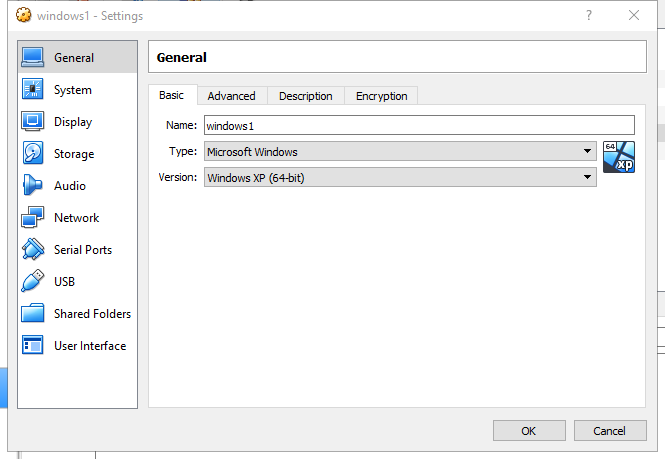 windows1 - Settings
General
System
Display
Storage
Audio
Network
Serial Ports
USB
Shared Folders
User Interface
General
Basic Advanced Description Encryption
Name: windows1
Type: Microsoft Windows
64
xp
Version: Windows XP (64-bit)
OK Cancel